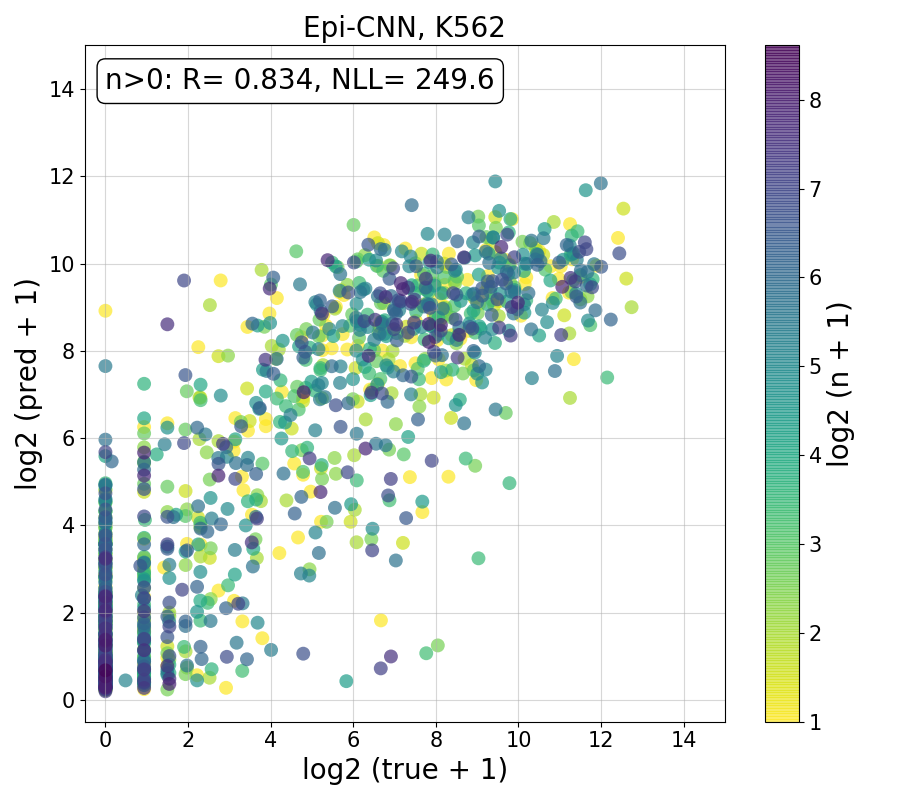 Epi-CNN, K562
n>0: R= 0.834, NLL= 249.6
log2 (pred + 1)
14
12
10
8
6
4
2
0
0 2 4 6 8 10 12 14
log2 (true + 1)
8
7
6
5
4
3
2
1
log2 (n + 1)